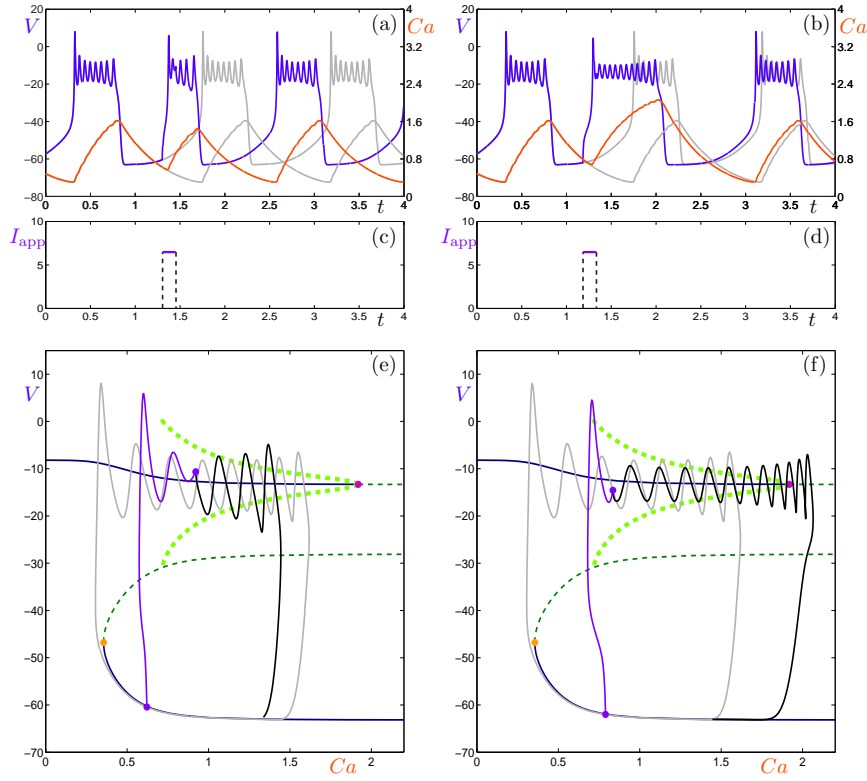 V (a) Ca V (b) Ca
20 4 20 4
0 3.2 0 3.2
−20 2.4 −20 2.4
−40 1.6 −40 1.6
−60 0.8 −60 0.8
−80 0 −80 0
0 0.5 1 1.5 2 2.5 3 3.5 4 t
0 0.5 1 1.5 2 2.5 3 3.5 4 t
I_app (c) I_app (d)
10 10
5 5
0 0
0 0.5 1 1.5 2 2.5 3 3.5 4 t
0 0.5 1 1.5 2 2.5 3 3.5 4 t
V (e) V (f)
10 10
0 0
−10 −10
−20 −20
−30 −30
−40 −40
−50 −50
−60 −60
−70 −70
0 0.5 1 1.5 2 Ca
0 0.5 1 1.5 2 Ca